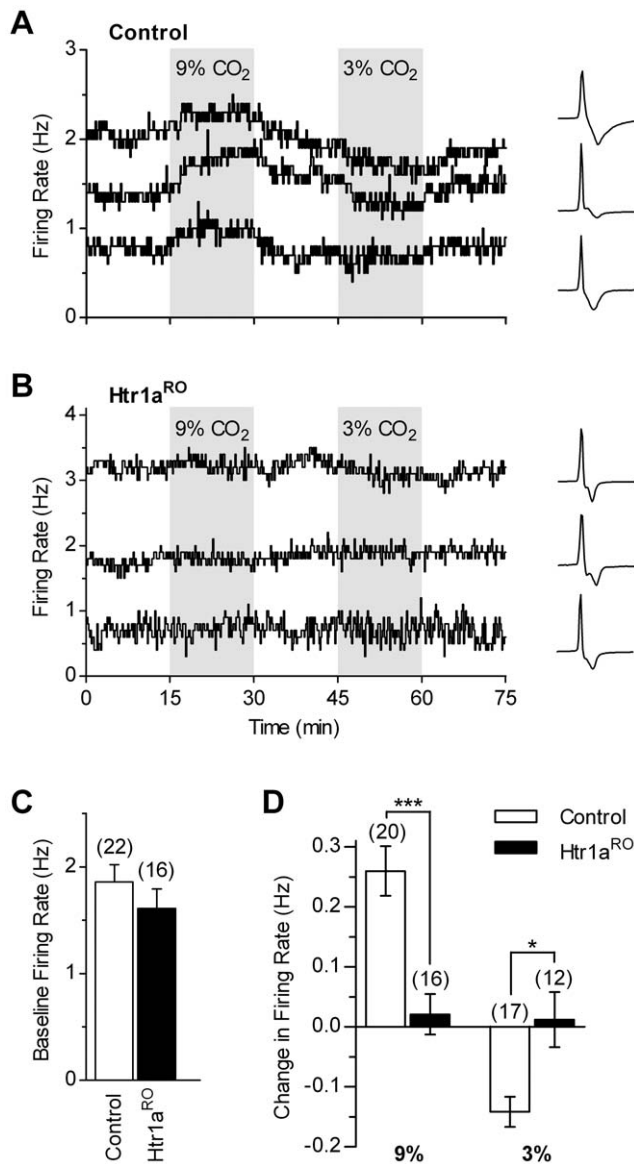 A
Control
9% CO₂
3% CO₂
3
2
1
0
Firing Rate (Hz)
B
Htr1aᴿᴼ
9% CO₂
3% CO₂
4
3
2
1
0
Firing Rate (Hz)
0 15 30 45 60 75
Time (min)
C
(22)
(16)
2
1
0
Baseline Firing Rate (Hz)
Control
Htr1aᴿᴼ
D
Control
Htr1aᴿᴼ
***
(20)
(16)
*
(17)
(12)
0.3
0.2
0.1
0.0
-0.1
-0.2
Change in Firing Rate (Hz)
9% 3%